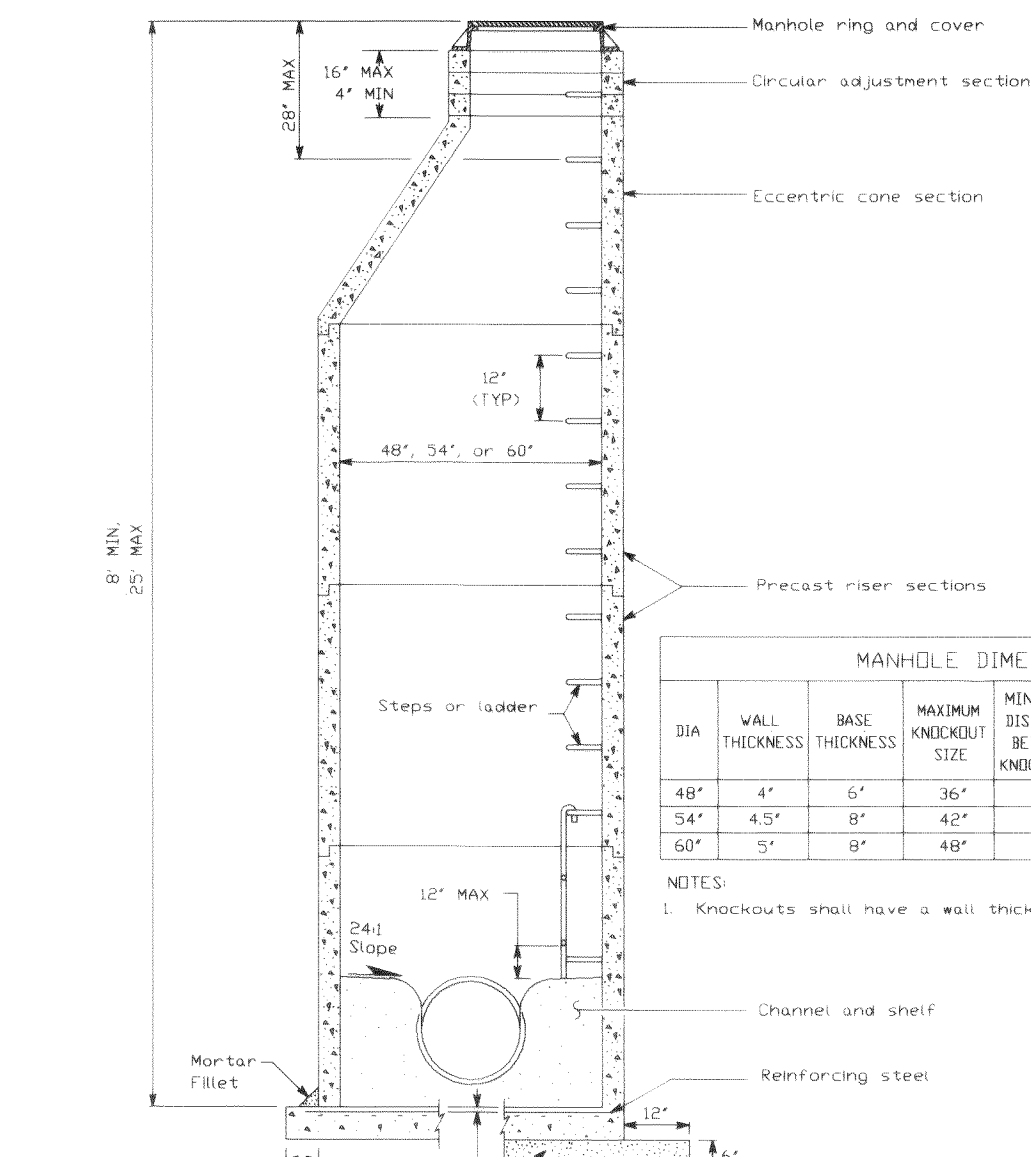 Manhole ring and cover
16" MAX
4" MIN
28" MAX
Circular adjustment section
Eccentric cone section
12"
(TYP)
48", 54", or 60"
8' MIN,
25' MAX
Precast riser sections
MANHOLE DIME
DIA
WALL
THICKNESS
BASE
THICKNESS
MAXIMUM
KNOCKOUT
SIZE
MIN
DIS
BE
KNO
48" 4" 6" 36"
54" 4.5" 8" 42"
60" 5" 8" 48"
Steps or ladder
NOTES:
1. Knockouts shall have a wall thick
12" MAX
24:1
Slope
Channel and shelf
Mortar
Fillet
Reinforcing steel
12"
6"